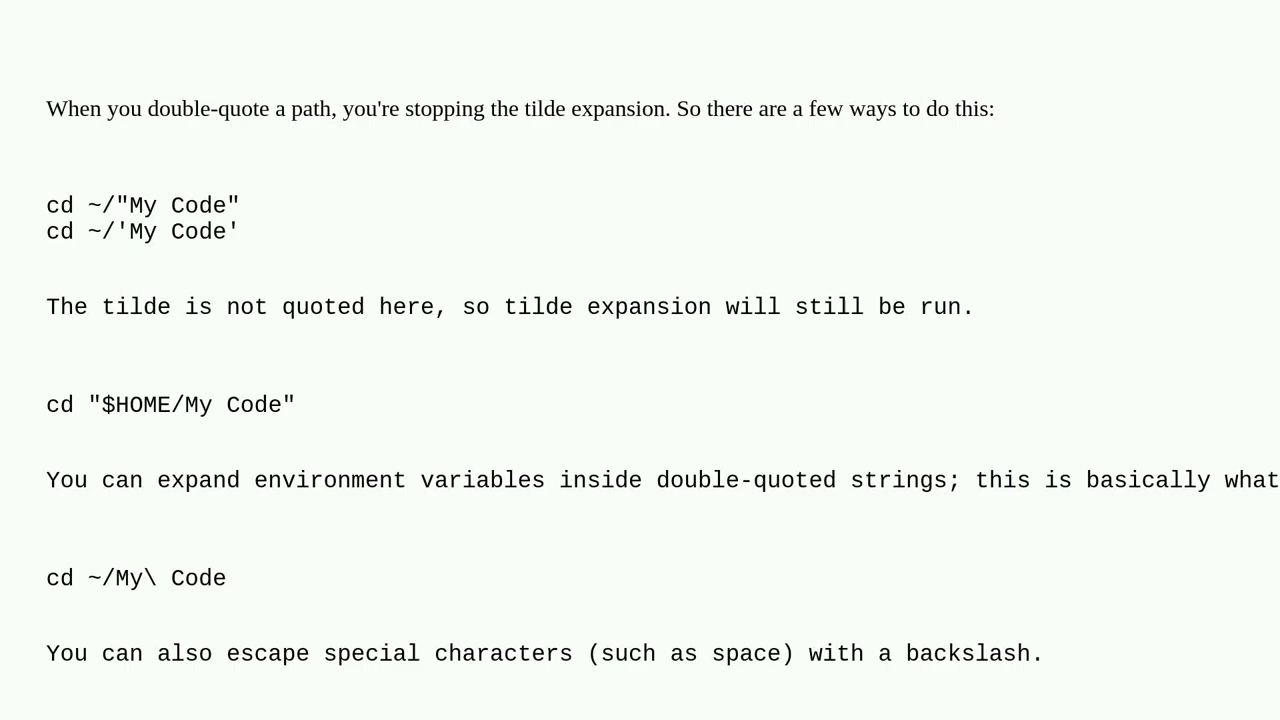 When you double-quote a path, you're stopping the tilde expansion. So there are a few ways to do this:
cd ~/"My Code"
cd ~/'My Code'
The tilde is not quoted here, so tilde expansion will still be run.
cd "$HOME/My Code"
You can expand environment variables inside double-quoted strings; this is basically what
cd ~/My\ Code
You can also escape special characters (such as space) with a backslash.